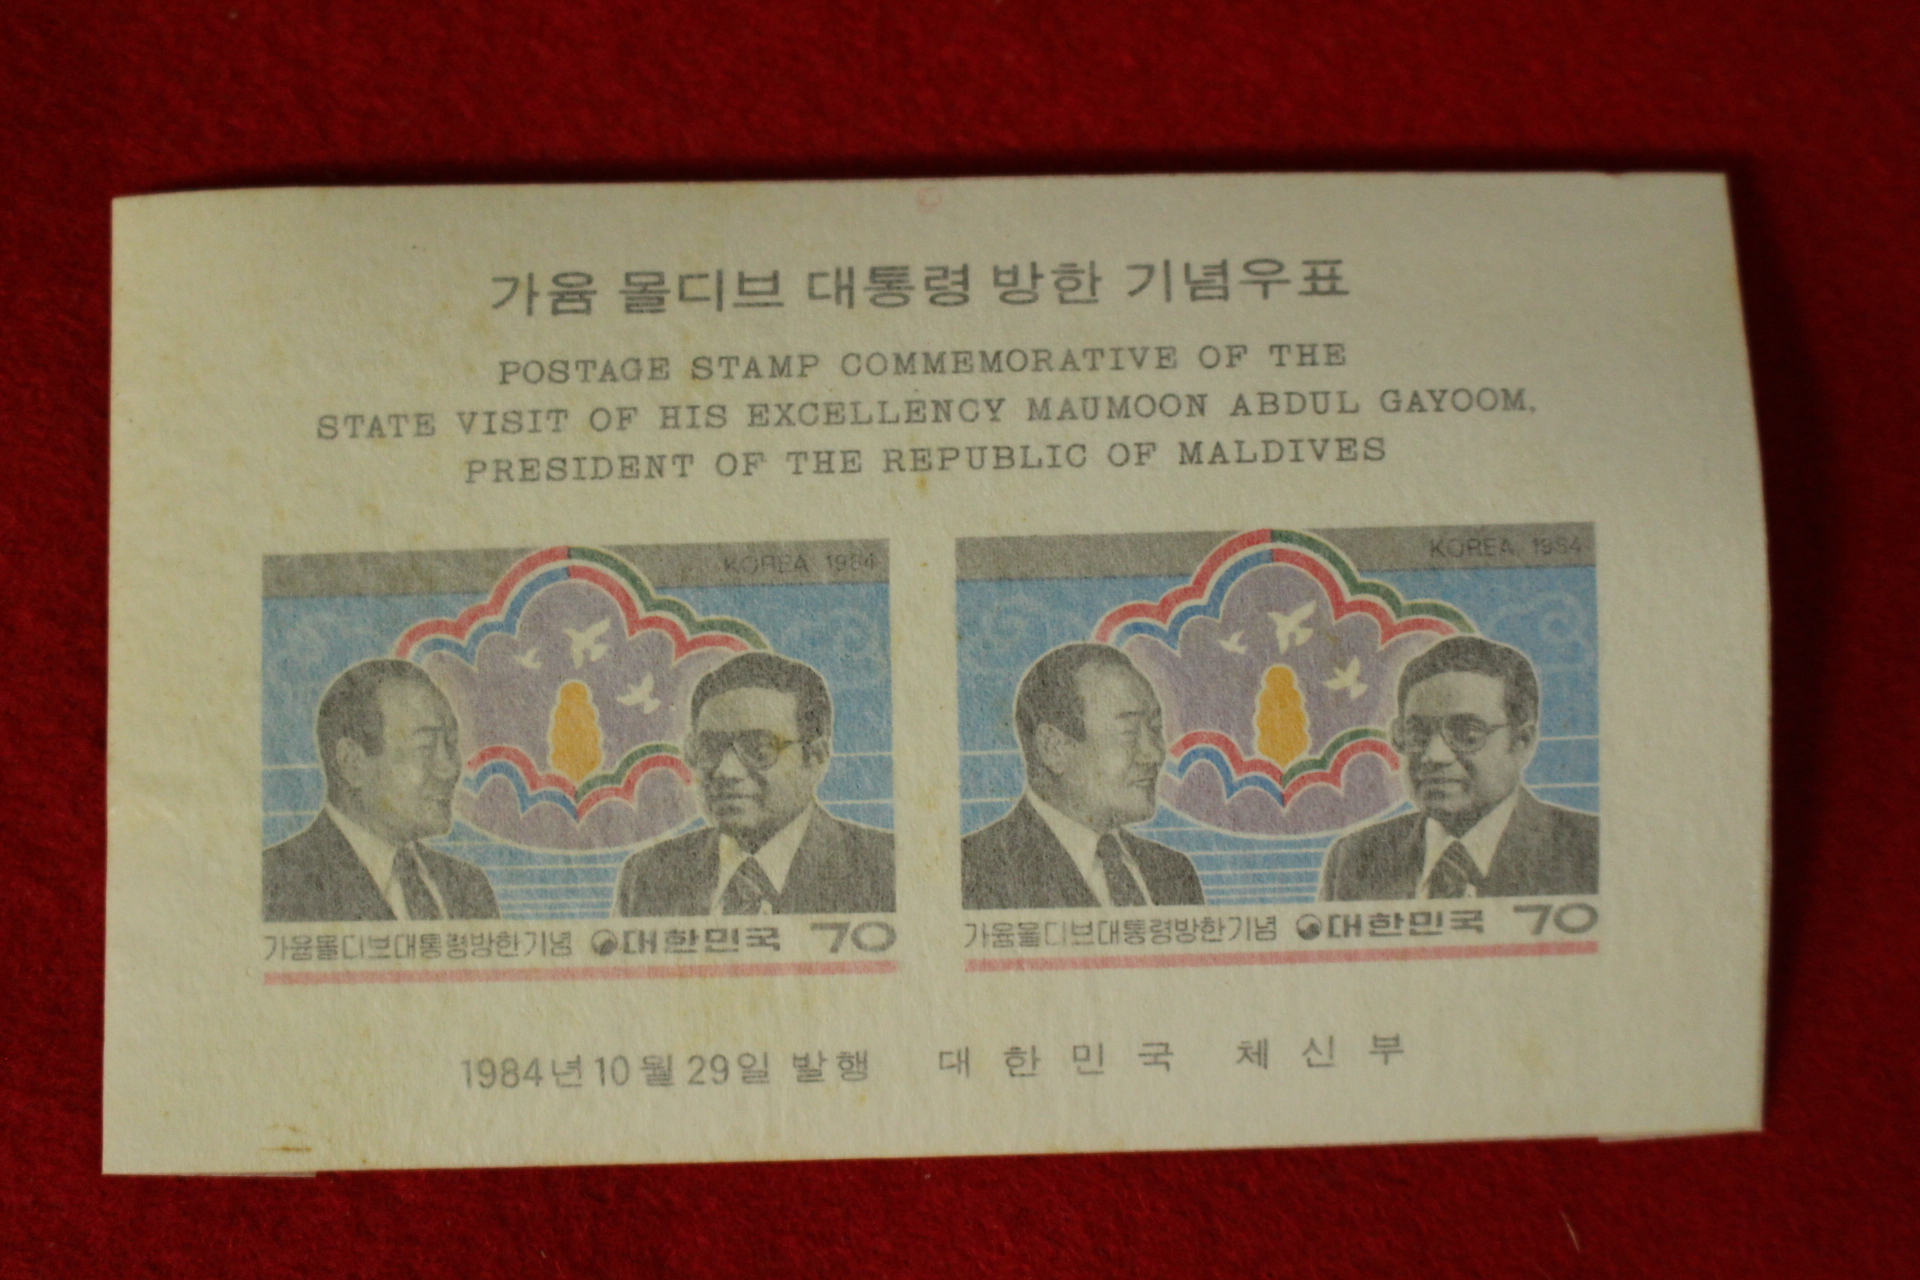 가윰 몰디브 대통령 방한 기념우표
POSTAGE STAMP COMMEMORATIVE OF THE
STATE VISIT OF HIS EXCELLENCY MAUMOON ABDUL GAYOOM,
PRESIDENT OF THE REPUBLIC OF MALDIVES
KOREA 1984
가윰몰디브대통령방한기념 대한민국 70
KOREA 1984
가윰몰디브대통령방한기념 대한민국 70
1984년10월29일 발행 대한민국 체신부